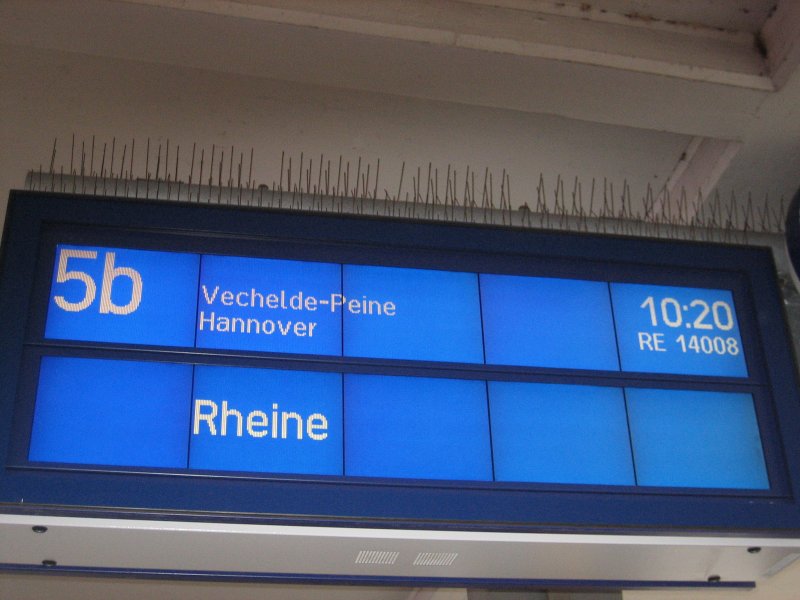 5b
Vechelde-Peine
Hannover
10:20
RE 14008
Rheine